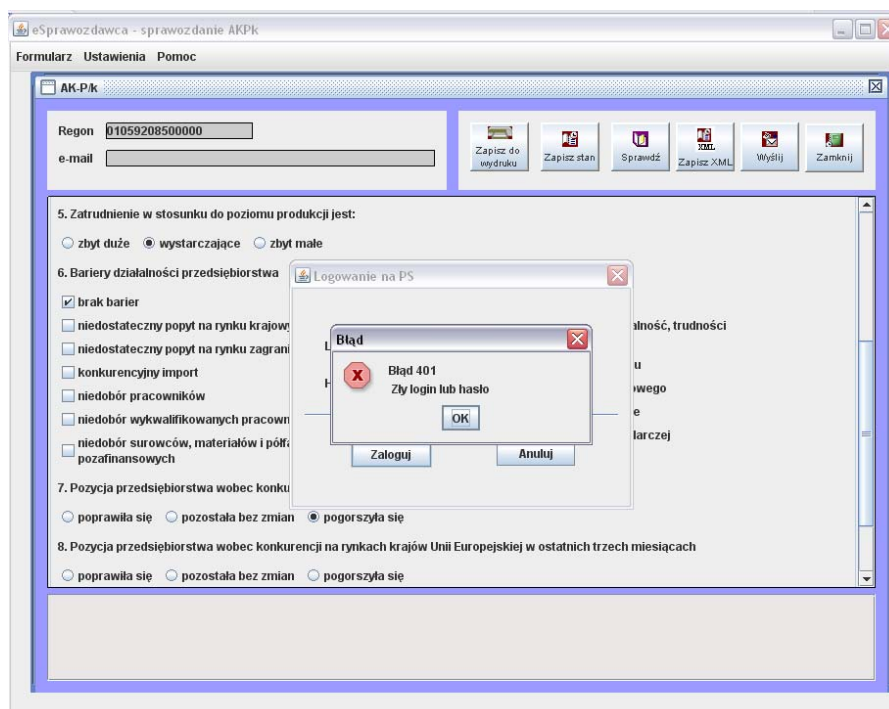 eSprawozdawca - sprawozdanie AKPk
Formularz Ustawienia Pomoc
AK-P/k
Regon 01059208500000
e-mail
Zapisz do wydruku
Zapisz stan
Sprawdź
XML
Zapisz XML
Wyślij
Zamknij
5. Zatrudnienie w stosunku do poziomu produkcji jest:
zbyt duże wystarczające zbyt małe
6. Bariery działalności przedsiębiorstwa
brak barier
niedostateczny popyt na rynku krajowy
niedostateczny popyt na rynku zagrani
konkurencyjny import
niedobór pracowników
niedobór wykwalifikowanych pracown
niedobór surowców, materiałów i półfa
pozafinansowych
alność, trudności
u
owego
e
darczej
Logowanie na PS
Błąd
Błąd 401
Zły login lub hasło
OK
Zaloguj Anuluj
7. Pozycja przedsiębiorstwa wobec konku
poprawiła się pozostała bez zmian pogorszyła się
8. Pozycja przedsiębiorstwa wobec konkurencji na rynkach krajów Unii Europejskiej w ostatnich trzech miesiącach
poprawiła się pozostała bez zmian pogorszyła się